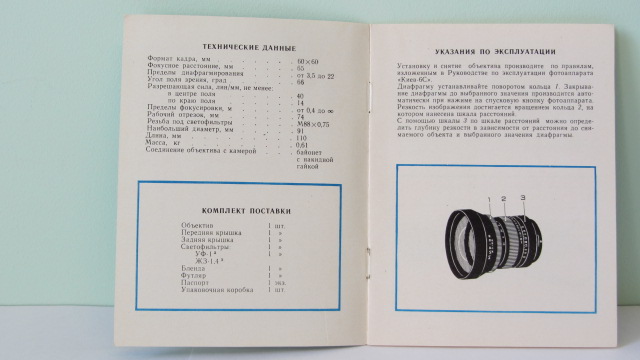 ТЕХНИЧЕСКИЕ ДАННЫЕ
Формат кадра, мм . . . . . 60×60
Фокусное расстояние, мм . . . . . 65
Пределы диафрагмирования . . . . . от 3,5 до 22
Угол поля зрения, град . . . . . 66
Разрешающая сила, лин/мм, не менее:
в центре поля . . . . . 40
по краю поля . . . . . 14
Пределы фокусировки, м . . . . . от 0,4 до ∞
Рабочий отрезок, мм . . . . . 74
Резьба под светофильтры . . . . . М88×0,75
Наибольший диаметр, мм . . . . . 91
Длина, мм . . . . . 110
Масса, кг . . . . . 0,61
Соединение объектива с камерой . . . байонет
с накидной
гайкой
КОМПЛЕКТ ПОСТАВКИ
Объектив 1 шт.
Передняя крышка 1 »
Задняя крышка 1 »
Светофильтры
УФ-1 1 »
ЖЗ-1,4 1 »
Бленда 1 »
Футляр 1 »
Паспорт 1 экз.
Упаковочная коробка 1 шт
УКАЗАНИЯ ПО ЭКСПЛУАТАЦИИ
Установку и снятие объектива производите по правилам,
изложенным в Руководстве по эксплуатации фотоаппарата
«Киев-6С».
Диафрагму устанавливайте поворотом кольца 1. Закрыва-
ние диафрагмы до выбранного значения производится авто-
матически при нажиме на спусковую кнопку фотоаппарата.
Резкость изображения достигается вращением кольца 2, на
котором нанесена шкала расстояний.
С помощью шкалы 3 по шкале расстояний можно опреде-
лить глубину резкости в зависимости от расстояния до сни-
маемого объекта и выбранного значения диафрагмы.
1 2 3